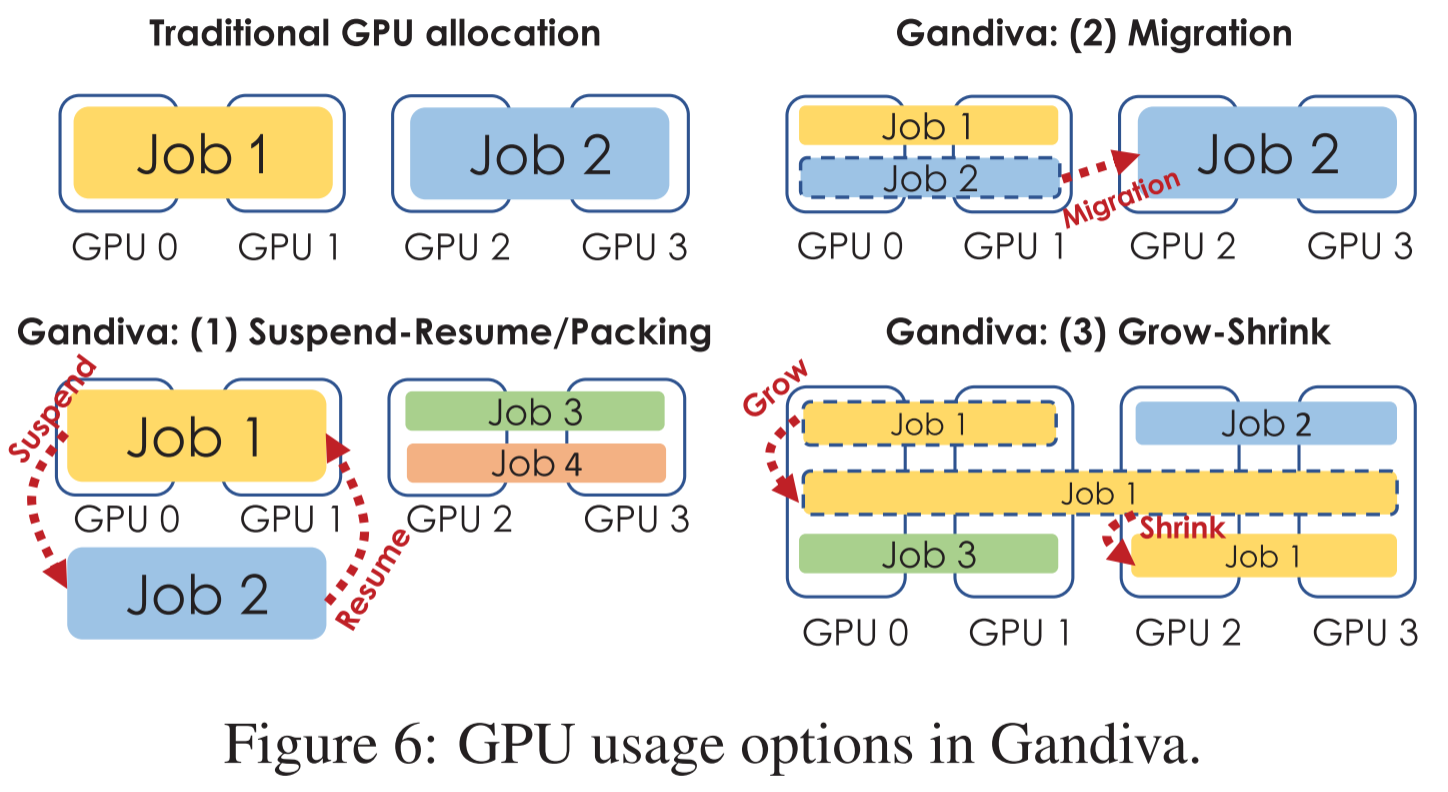 Traditional GPU allocation
Job 1
Job 2
GPU 0
GPU 1
GPU 2
GPU 3
Gandiva: (2) Migration
Job 1
Job 2
Migration
Job 2
GPU 0
GPU 1
GPU 2
GPU 3
Gandiva: (1) Suspend-Resume/Packing
Suspend
Job 1
Job 3
Job 4
GPU 0
GPU 1
GPU 2
GPU 3
Job 2
Resume
Gandiva: (3) Grow-Shrink
Grow
Job 1
Job 2
Job 1
Shrink
Job 3
Job 1
GPU 0
GPU 1
GPU 2
GPU 3
Figure 6: GPU usage options in Gandiva.